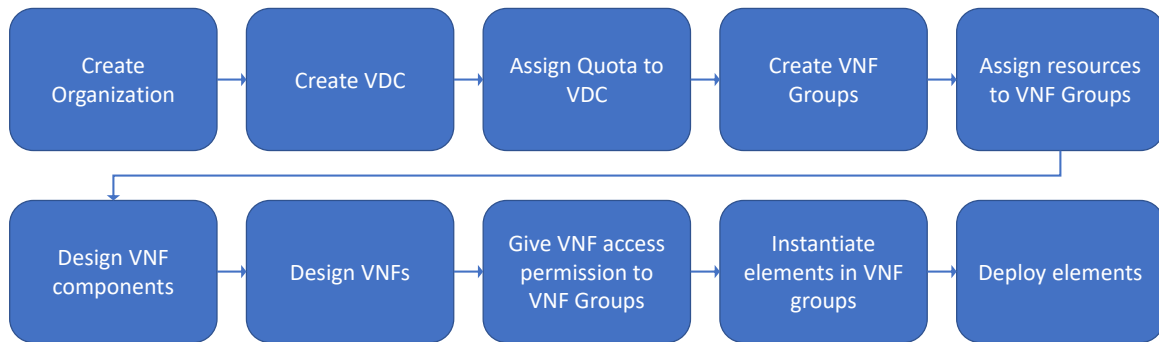 Create
Organization
Create VDC
Assign Quota to
VDC
Create VNF
Groups
Assign resources
to VNF Groups
Design VNF
components
Design VNFs
Give VNF access
permission to
VNF Groups
Instantiate
elements in VNF
groups
Deploy elements